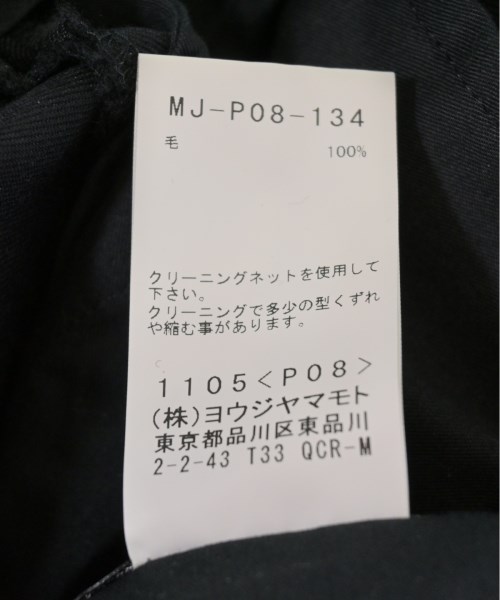 MJ-P08-134
毛 100%
クリーニングネットを使用して
下さい。
クリーニングで多少の型くずれ
や縮む事があります。
1105<P08>
(株)ヨウジヤマモト
東京都品川区東品川
2-2-43 T33 QCR-M